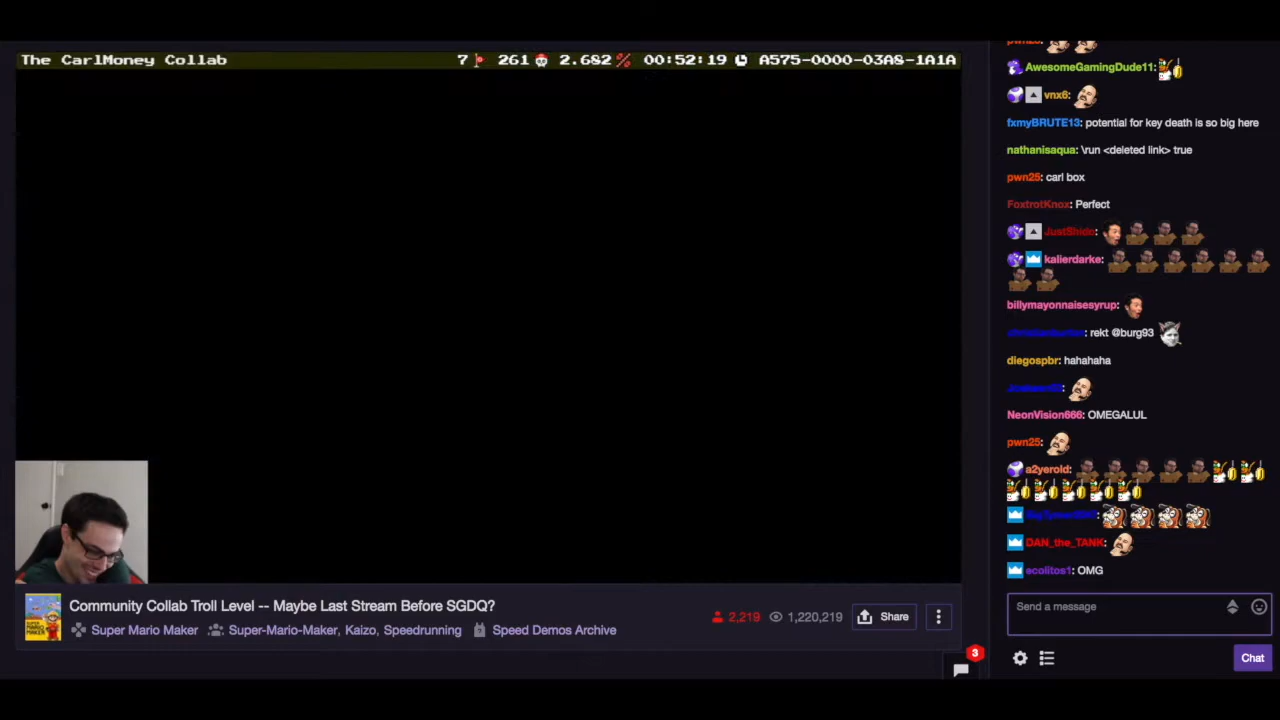 The CarlMoney Collab 7 261 2.682 00:52:19 A575-0000-03A8-1A1A
AwesomeGamingDude11:
vnx6:
fxmyBRUTE13: potential for key death is so big here
nathanisaqua: \run <deleted link> true
pwn25: carl box
FoxtrotKnox: Perfect
JustShido:
kalierdarke:
billymayonnaisesyrup:
: rekt @burg93
diegospbr: hahahaha
NeonVision666: OMEGALUL
pwn25:
a2yerold:
DAN_the_TANK:
ecolitos1: OMG
Send a message
Chat
Community Collab Troll Level -- Maybe Last Stream Before SGDQ?
2,219 1,220,219 Share
Super Mario Maker Super-Mario-Maker, Kaizo, Speedrunning Speed Demos Archive
3